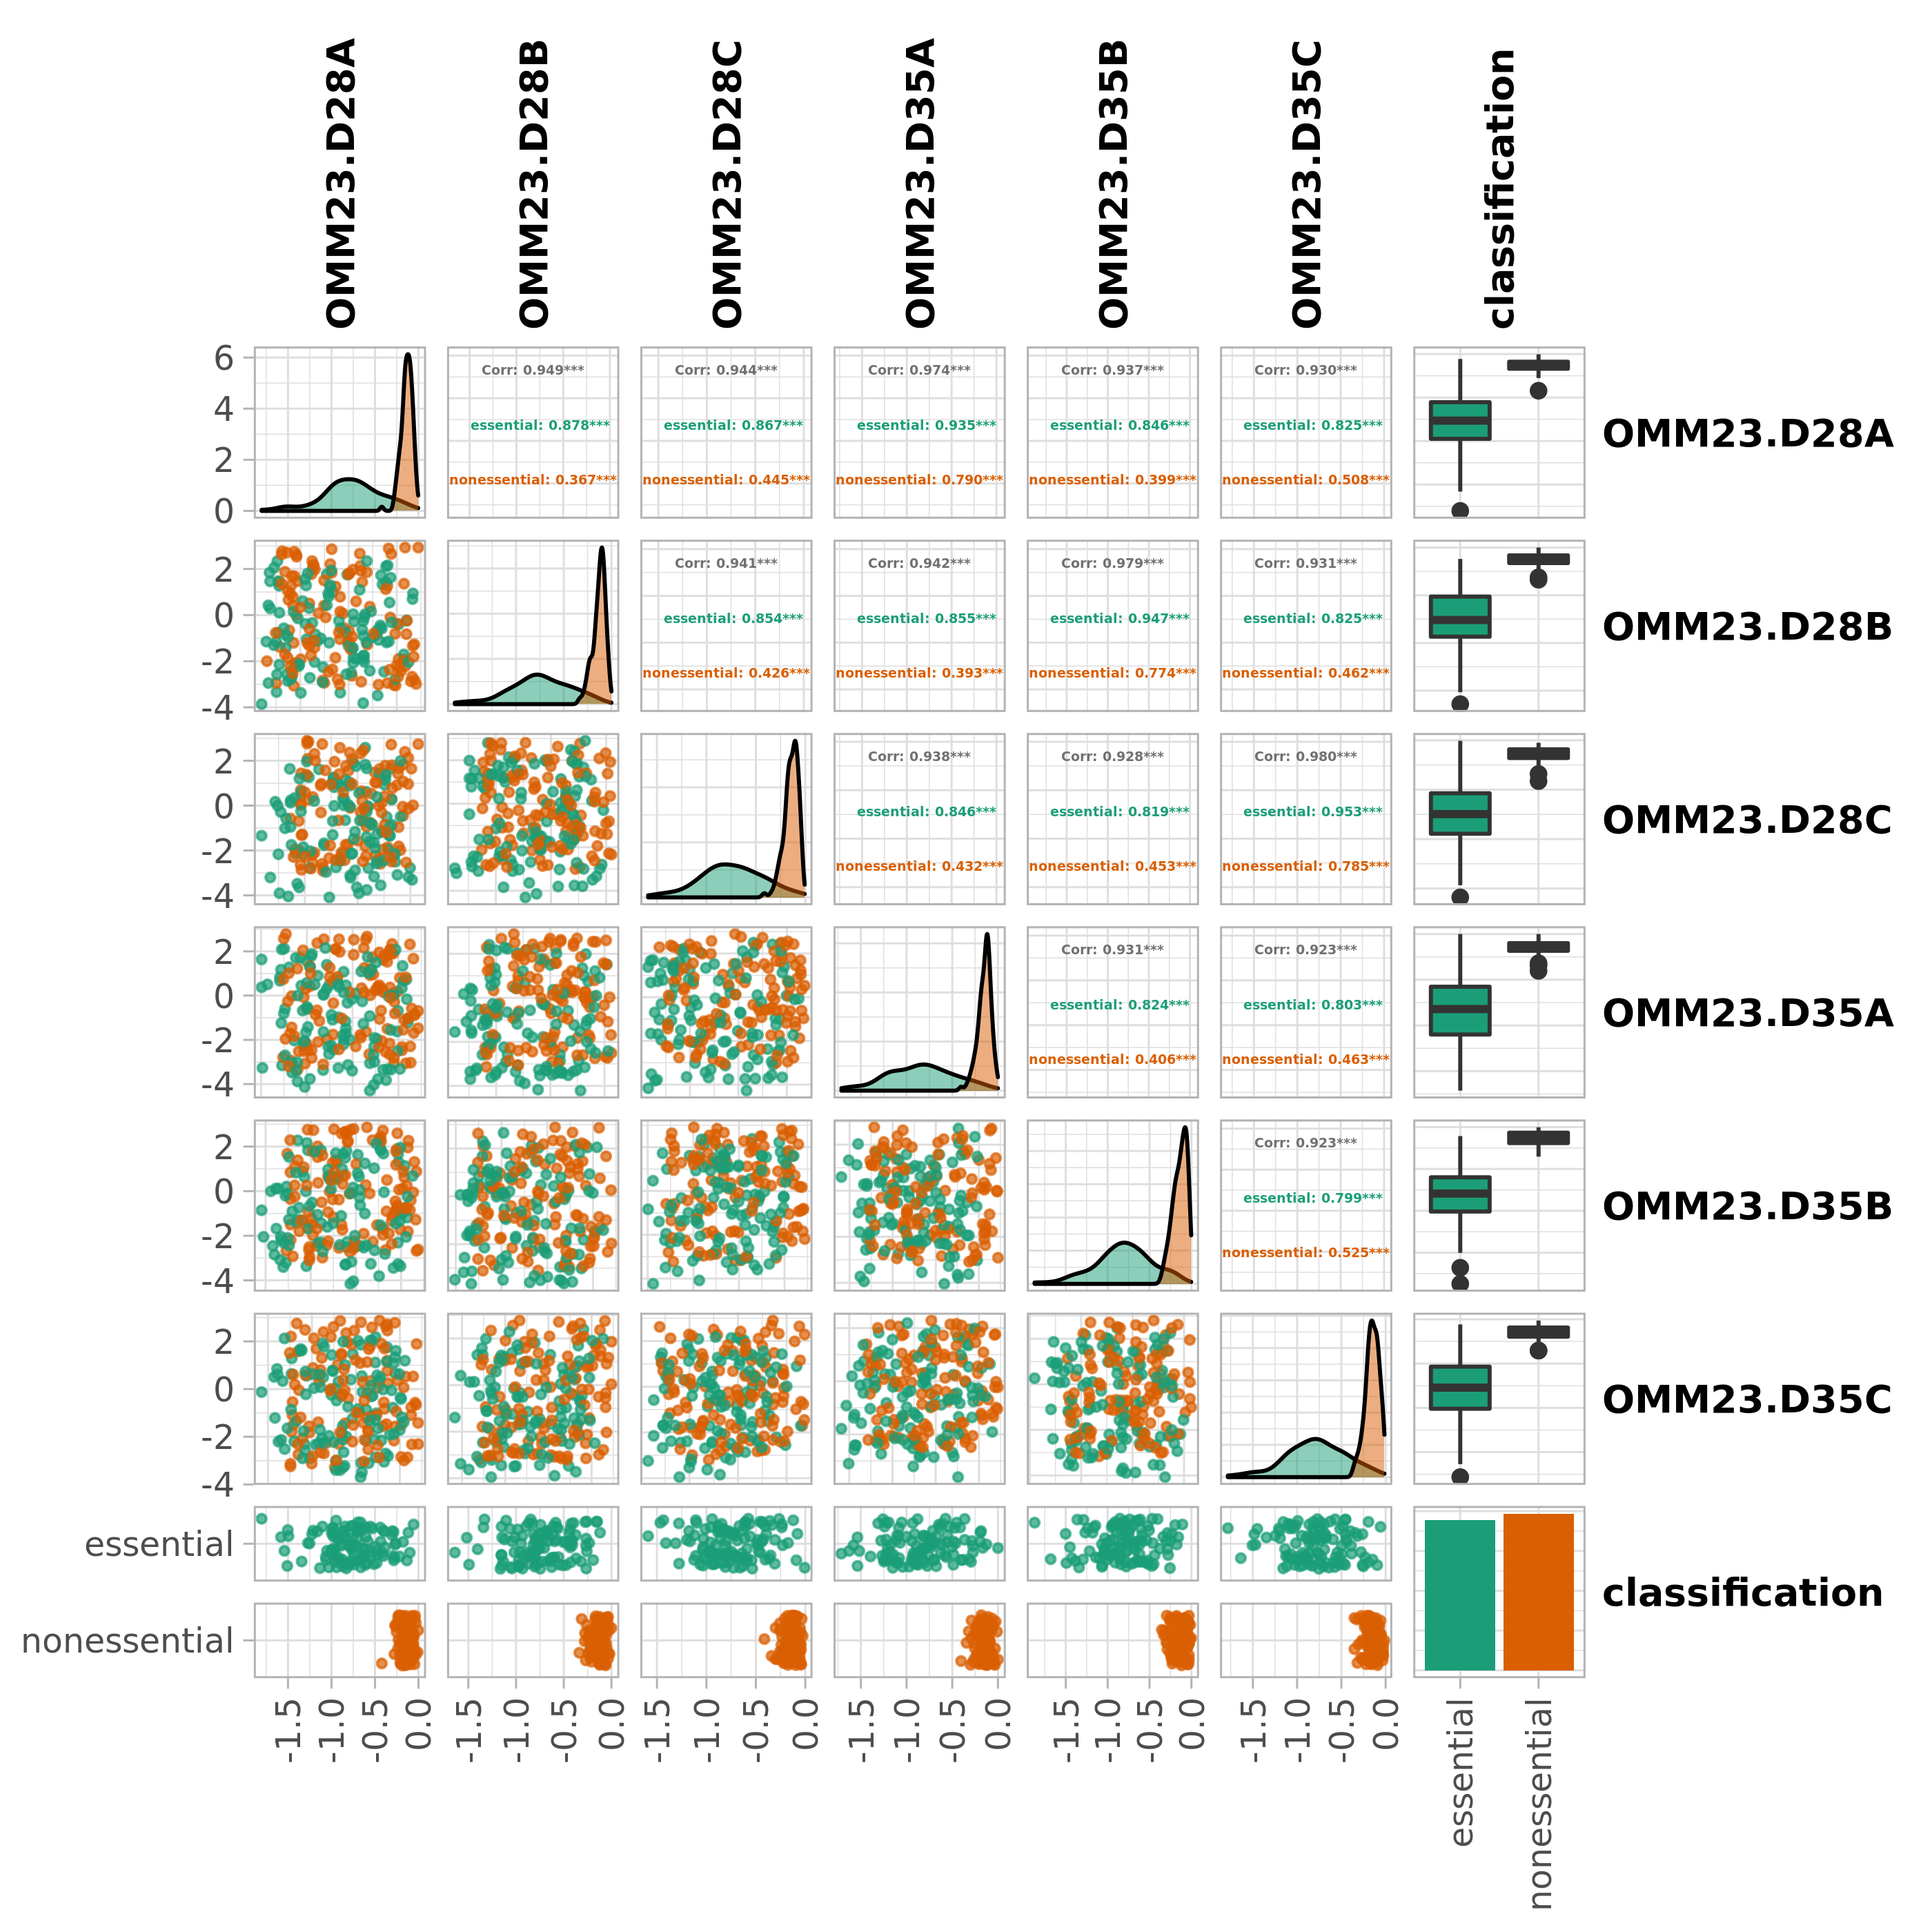 OMM23.D28A
OMM23.D28B
OMM23.D28C
OMM23.D35A
OMM23.D35B
OMM23.D35C
classification
6
4
2
0
Corr: 0.949***
essential: 0.878***
nonessential: 0.367***
Corr: 0.944***
essential: 0.867***
nonessential: 0.445***
Corr: 0.974***
essential: 0.935***
nonessential: 0.790***
Corr: 0.937***
essential: 0.846***
nonessential: 0.399***
Corr: 0.930***
essential: 0.825***
nonessential: 0.508***
OMM23.D28A
2
0
-2
-4
Corr: 0.941***
essential: 0.854***
nonessential: 0.426***
Corr: 0.942***
essential: 0.855***
nonessential: 0.393***
Corr: 0.979***
essential: 0.947***
nonessential: 0.774***
Corr: 0.931***
essential: 0.825***
nonessential: 0.462***
OMM23.D28B
2
0
-2
-4
Corr: 0.938***
essential: 0.846***
nonessential: 0.432***
Corr: 0.928***
essential: 0.819***
nonessential: 0.453***
Corr: 0.980***
essential: 0.953***
nonessential: 0.785***
OMM23.D28C
2
0
-2
-4
Corr: 0.931***
essential: 0.824***
nonessential: 0.406***
Corr: 0.923***
essential: 0.803***
nonessential: 0.463***
OMM23.D35A
2
0
-2
-4
Corr: 0.923***
essential: 0.799***
nonessential: 0.525***
OMM23.D35B
2
0
-2
-4
OMM23.D35C
essential
nonessential
classification
-1.5
-1.0
-0.5
0.0
-1.5
-1.0
-0.5
0.0
-1.5
-1.0
-0.5
0.0
-1.5
-1.0
-0.5
0.0
-1.5
-1.0
-0.5
0.0
-1.5
-1.0
-0.5
0.0
essential
nonessential